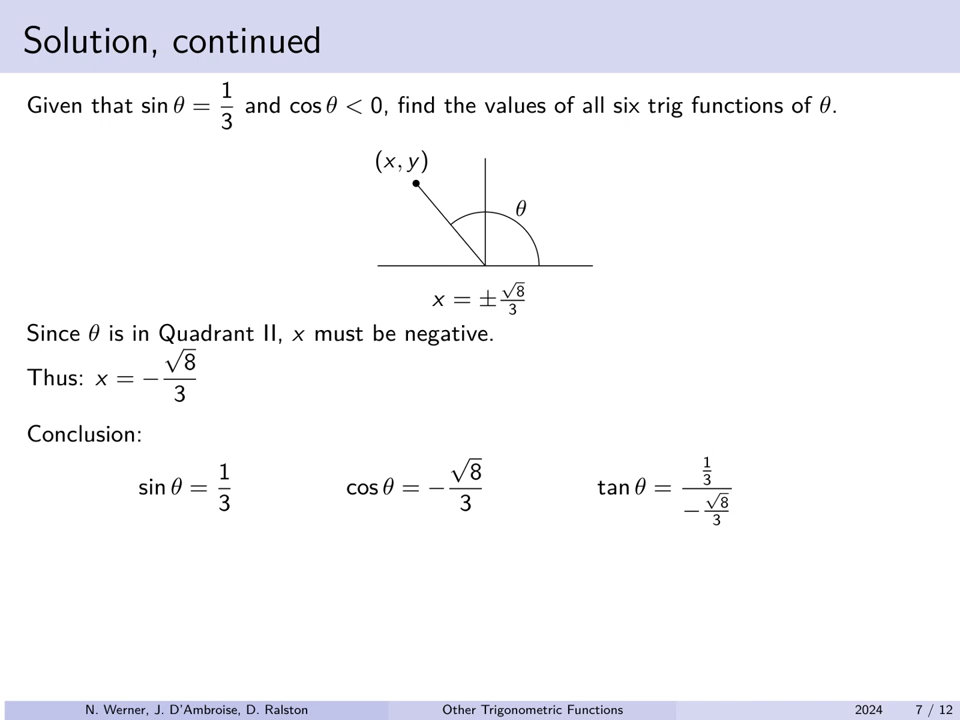 Solution, continued
Given that sin θ = 1/3 and cos θ < 0, find the values of all six trig functions of θ.
(x, y)
θ
x = ±√8/3
Since θ is in Quadrant II, x must be negative.
Thus: x = −√8/3
Conclusion:
sin θ = 1/3 cos θ = −√8/3 tan θ = (1/3)/(−√8/3)
N. Werner, J. D'Ambroise, D. Ralston Other Trigonometric Functions 2024 7 / 12